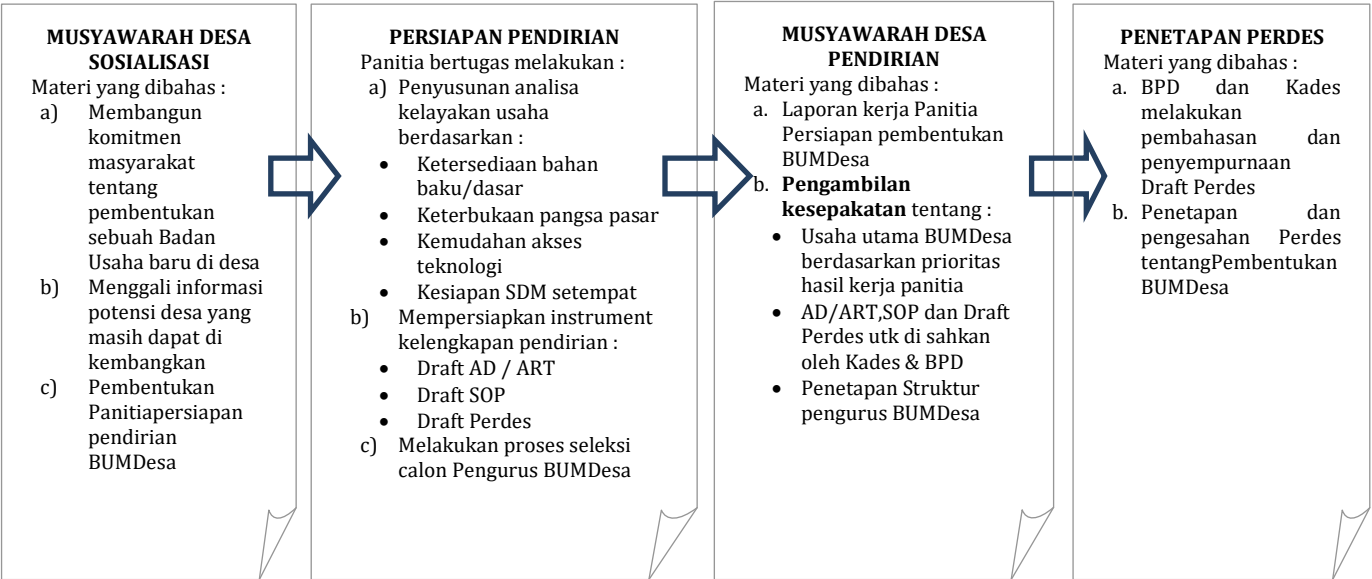 MUSYAWARAH DESA
SOSIALISASI
Materi yang dibahas :
a) Membangun
komitmen
masyarakat
tentang
pembentukan
sebuah Badan
Usaha baru di desa
b) Menggali informasi
potensi desa yang
masih dapat di
kembangkan
c) Pembentukan
Panitiapersiapan
pendirian
BUMDesa
PERSIAPAN PENDIRIAN
Panitia bertugas melakukan :
a) Penyusunan analisa
kelayakan usaha
berdasarkan :
• Ketersediaan bahan
baku/dasar
• Keterbukaan pangsa pasar
• Kemudahan akses
teknologi
• Kesiapan SDM setempat
b) Mempersiapkan instrument
kelengkapan pendirian :
• Draft AD / ART
• Draft SOP
• Draft Perdes
c) Melakukan proses seleksi
calon Pengurus BUMDesa
MUSYAWARAH DESA
PENDIRIAN
Materi yang dibahas :
a. Laporan kerja Panitia
Persiapan pembentukan
BUMDesa
b. Pengambilan
kesepakatan tentang :
• Usaha utama BUMDesa
berdasarkan prioritas
hasil kerja panitia
• AD/ART,SOP dan Draft
Perdes utk di sahkan
oleh Kades & BPD
• Penetapan Struktur
pengurus BUMDesa
PENETAPAN PERDES
Materi yang dibahas :
a. BPD dan Kades
melakukan
pembahasan dan
penyempurnaan
Draft Perdes
b. Penetapan dan
pengesahan Perdes
tentangPembentukan
BUMDesa